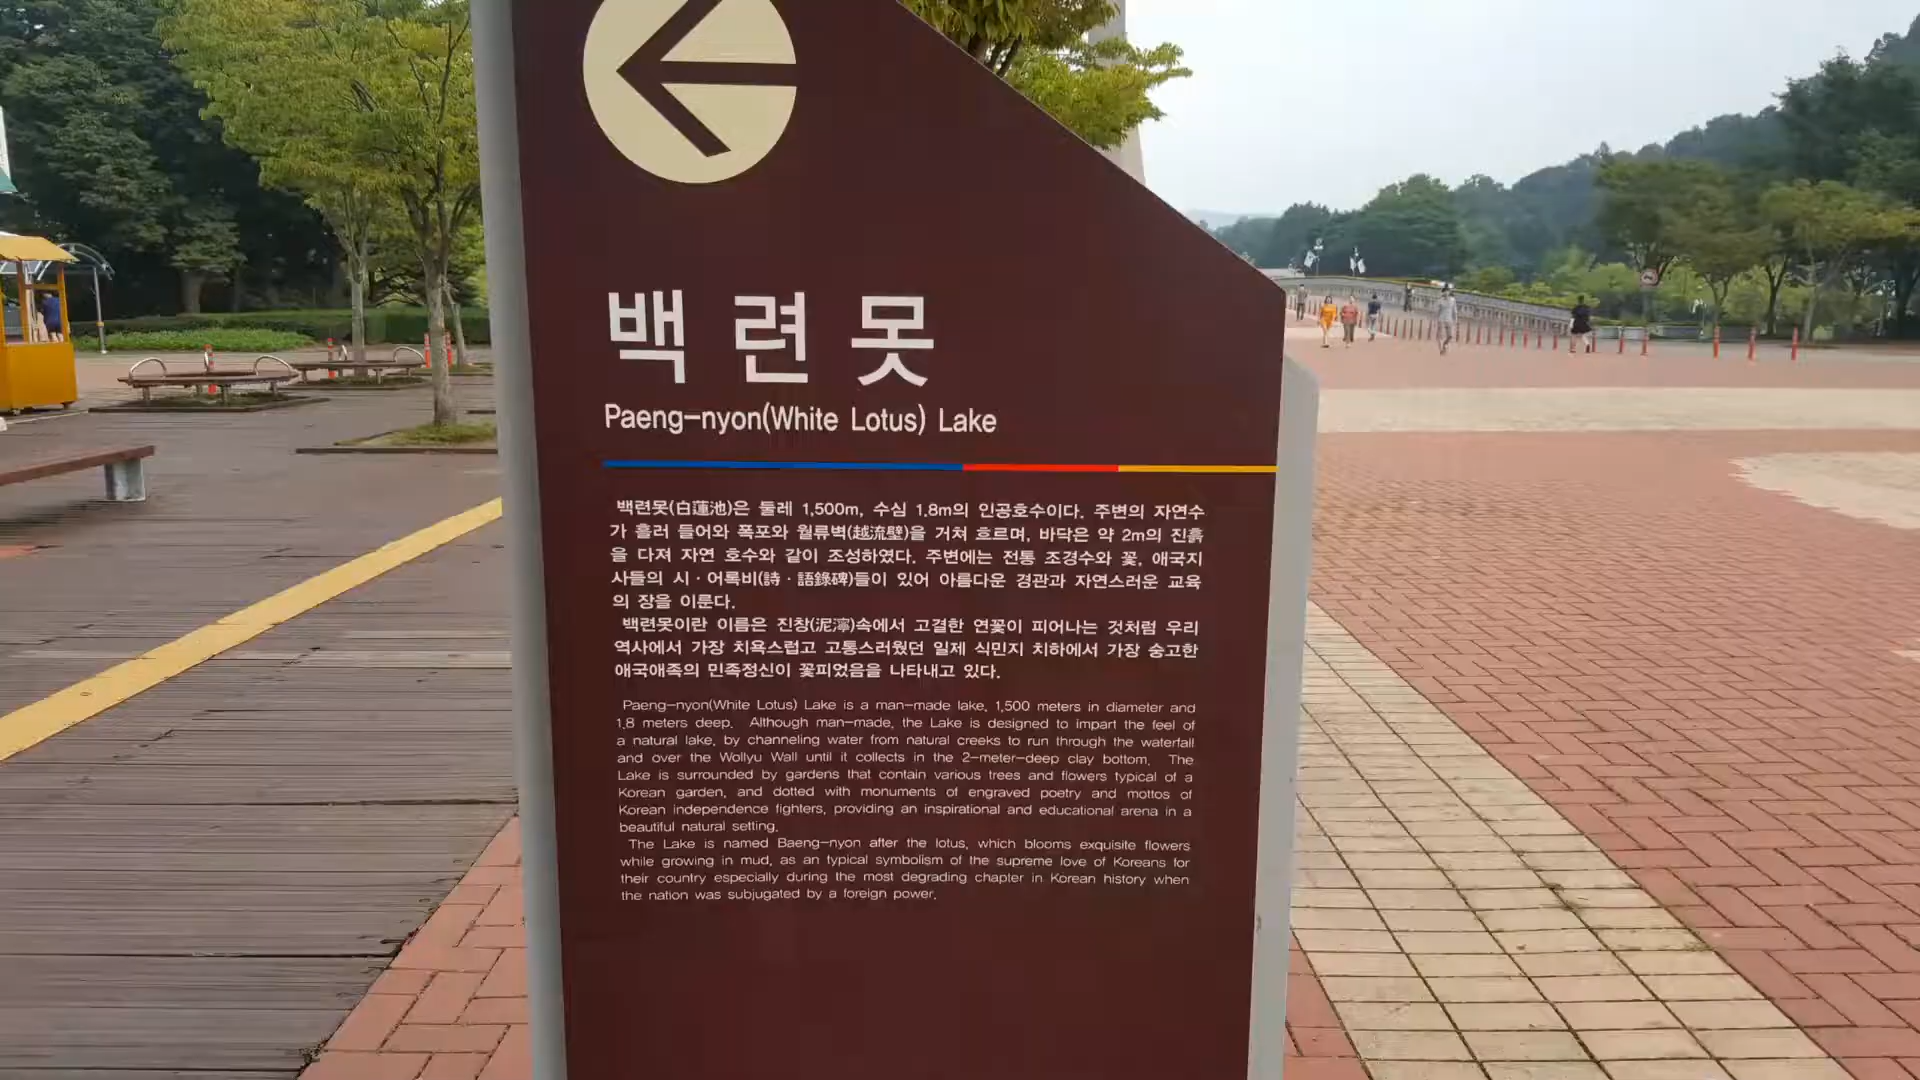 백련못
Paeng-nyon(White Lotus) Lake
백련못(白蓮池)은 둘레 1,500m, 수심 1.8m의 인공호수이다. 주변의 자연수
가 흘러 들어와 폭포와 월류벽(越流壁)을 거쳐 흐르며, 바닥은 약 2m의 진흙
을 다져 자연 호수와 같이 조성하였다. 주변에는 전통 조경수와 꽃, 애국지
사들의 시·어록비(詩·語錄碑)들이 있어 아름다운 경관과 자연스러운 교육
의 장을 이룬다.
백련못이란 이름은 진창(泥濘)속에서 고결한 연꽃이 피어나는 것처럼 우리
역사에서 가장 치욕스럽고 고통스러웠던 일제 식민지 치하에서 가장 숭고한
애국애족의 민족정신이 꽃피었음을 나타내고 있다.
Paeng-nyon(White Lotus) Lake is a man-made lake, 1,500 meters in diameter and
1.8 meters deep. Although man-made, the Lake is designed to impart the feel of
a natural lake, by channeling water from natural creeks to run through the waterfall
and over the Wollyu Wall until it collects in the 2-meter-deep clay bottom. The
Lake is surrounded by gardens that contain various trees and flowers typical of a
Korean garden, and dotted with monuments of engraved poetry and mottos of
Korean independence fighters, providing an inspirational and educational arena in a
beautiful natural setting.
The Lake is named Baeng-nyon after the lotus, which blooms exquisite flowers
while growing in mud, as an typical symbolism of the supreme love of Koreans for
their country especially during the most degrading chapter in Korean history when
the nation was subjugated by a foreign power.